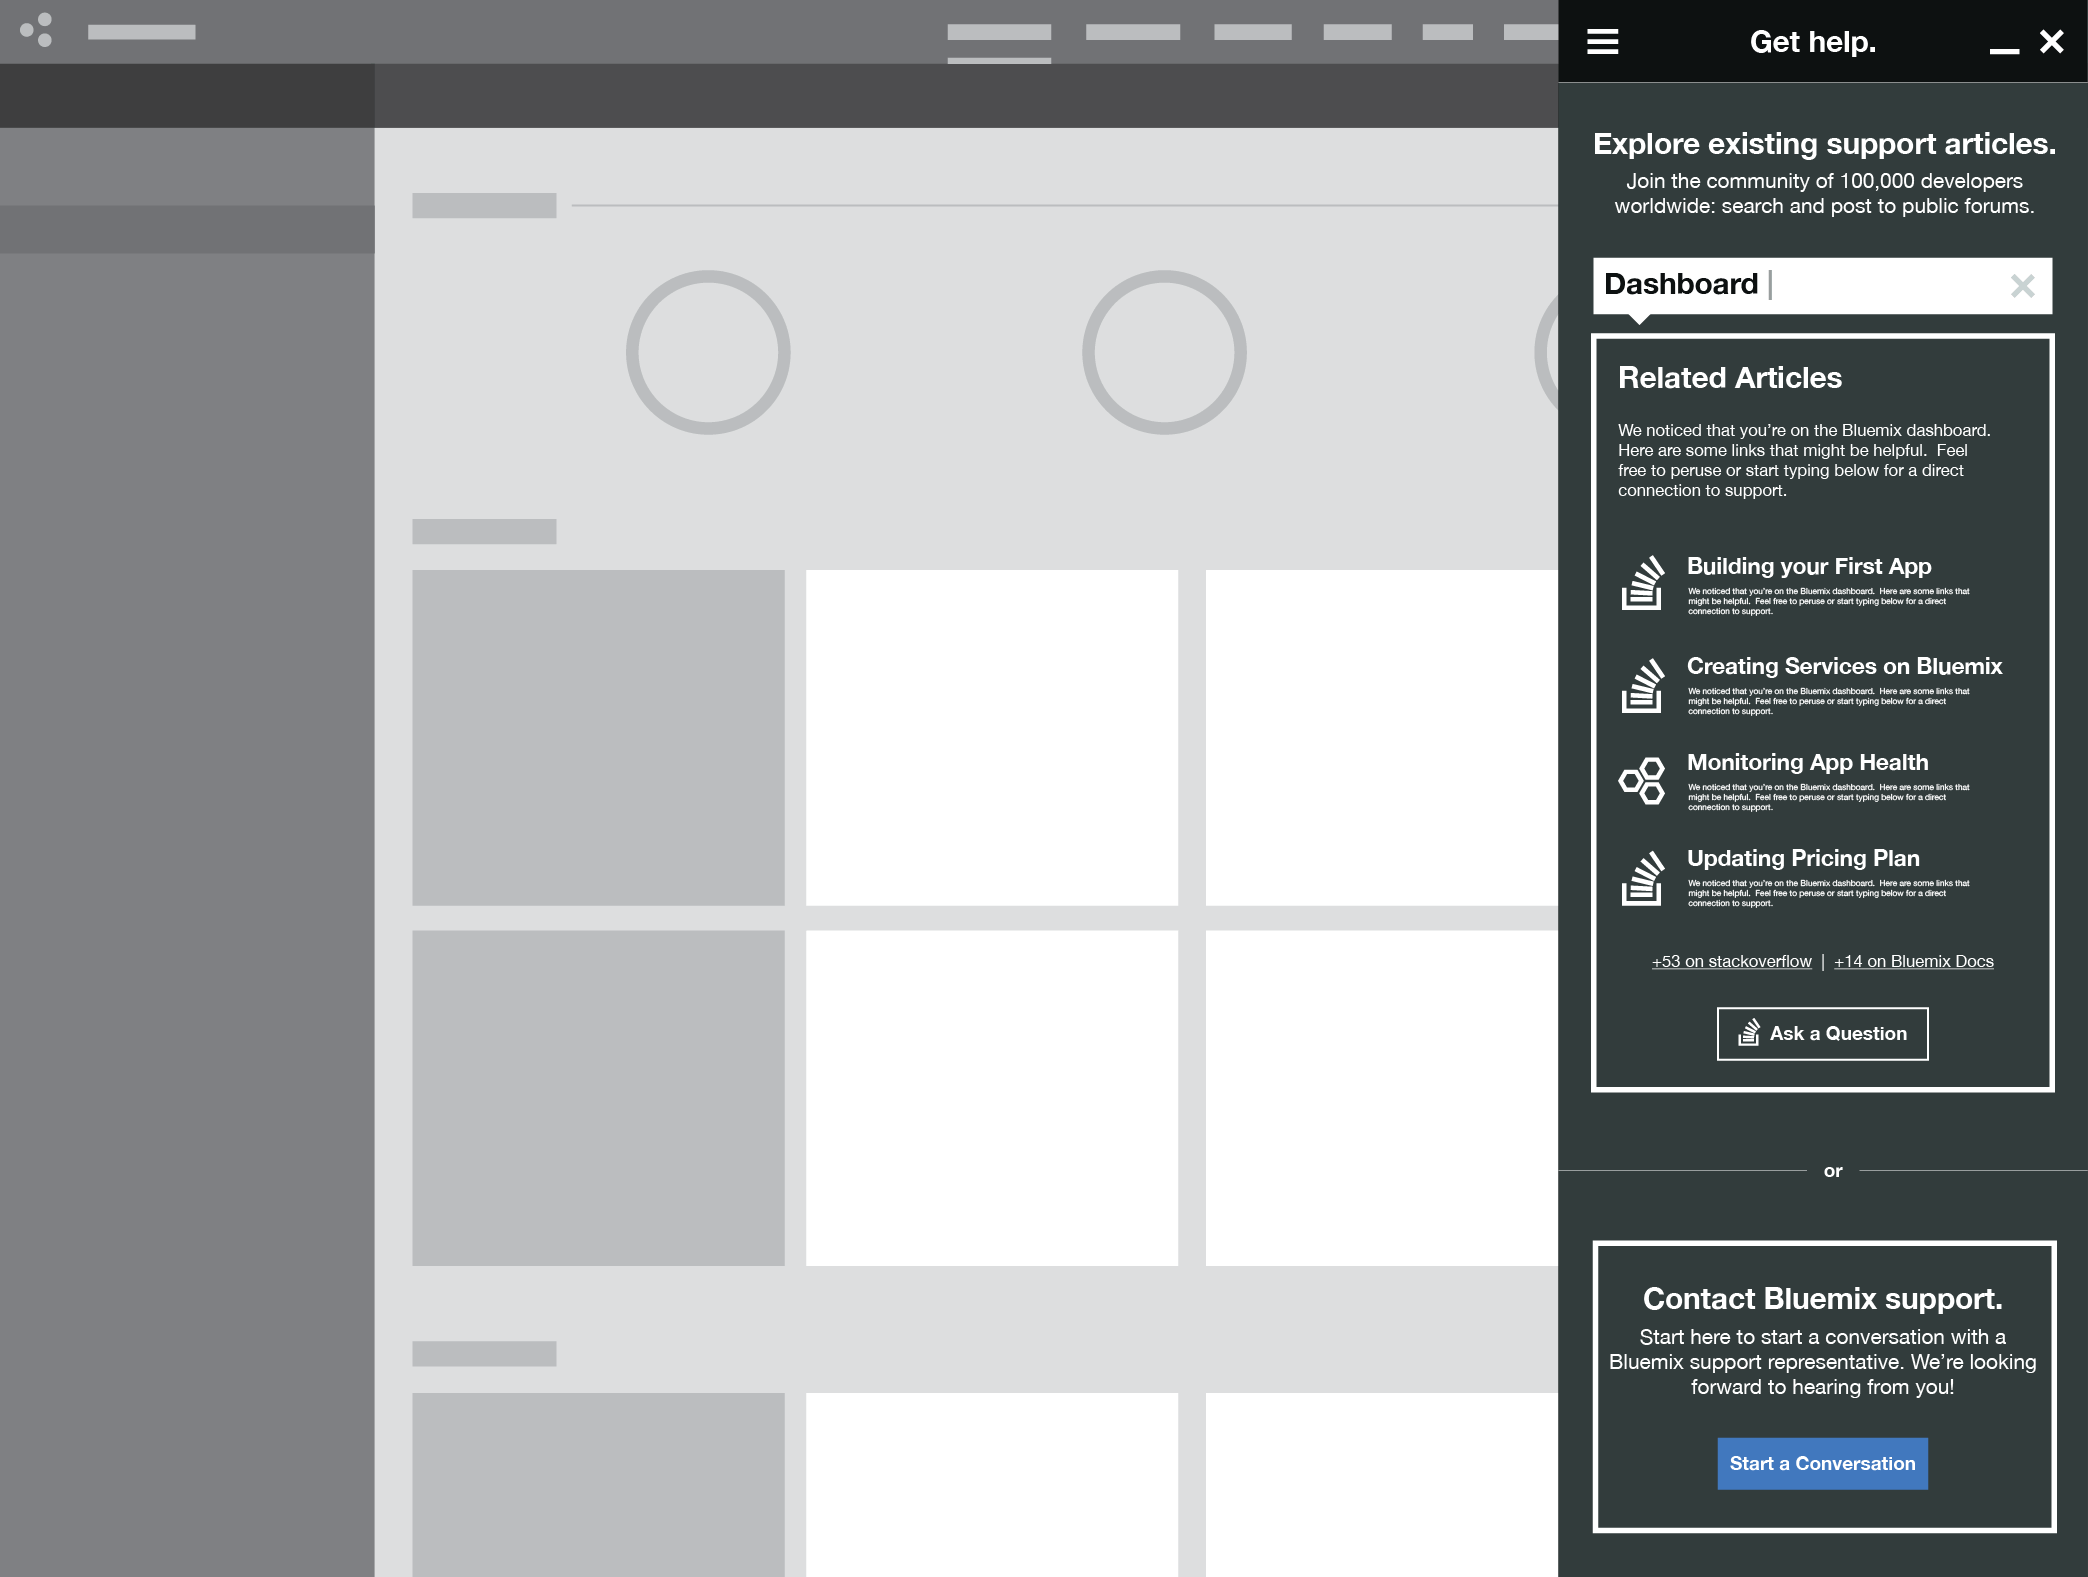 Get help.
Explore existing support articles.
Join the community of 100,000 developers
worldwide: search and post to public forums.
Dashboard
Related Articles
We noticed that you’re on the Bluemix dashboard.
Here are some links that might be helpful.  Feel
free to peruse or start typing below for a direct
connection to support.
Building your First App
We noticed that you’re on the Bluemix dashboard.  Here are some links that
might be helpful.  Feel free to peruse or start typing below for a direct
connection to support.
Creating Services on Bluemix
We noticed that you’re on the Bluemix dashboard.  Here are some links that
might be helpful.  Feel free to peruse or start typing below for a direct
connection to support.
Monitoring App Health
We noticed that you’re on the Bluemix dashboard.  Here are some links that
might be helpful.  Feel free to peruse or start typing below for a direct
connection to support.
Updating Pricing Plan
We noticed that you’re on the Bluemix dashboard.  Here are some links that
might be helpful.  Feel free to peruse or start typing below for a direct
connection to support.
+53 on stackoverflow | +14 on Bluemix Docs
Ask a Question
or
Contact Bluemix support.
Start here to start a conversation with a
Bluemix support representative. We’re looking
forward to hearing from you!
Start a Conversation